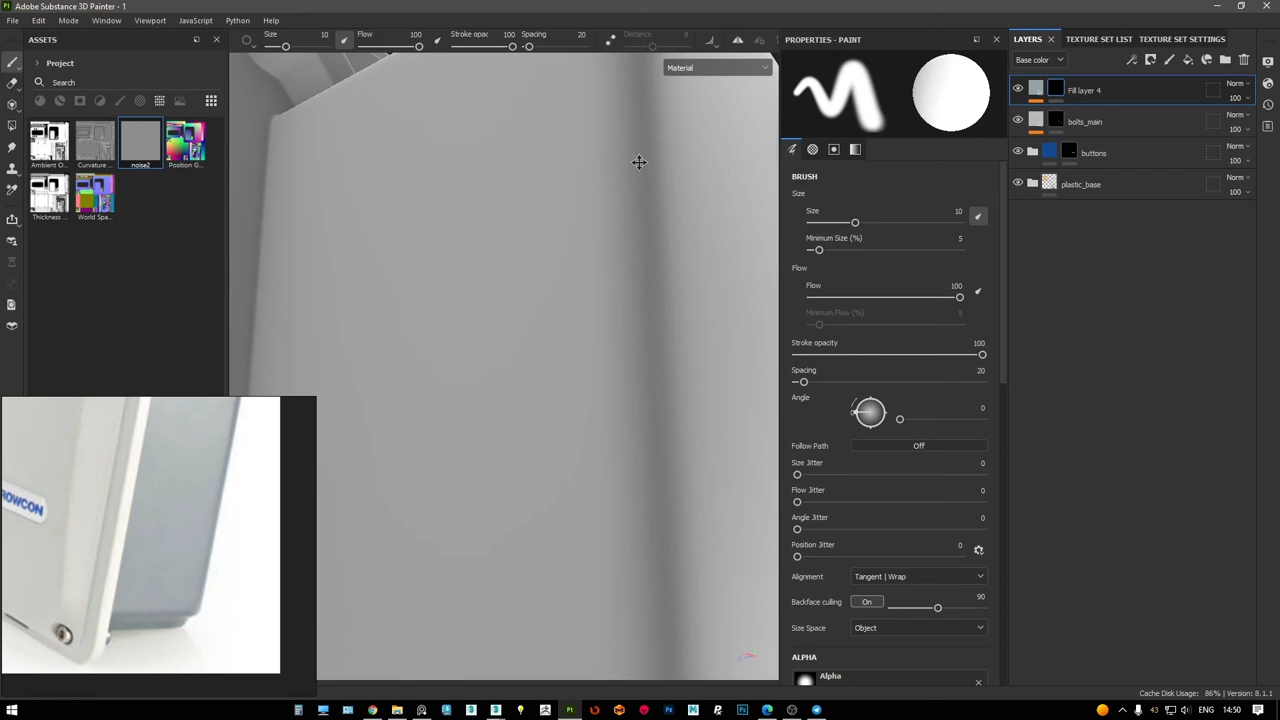 Adobe Substance 3D Painter - 1
File Edit Mode Window Viewport JavaScript Python Help
Size 10 Flow 100 Stroke opac 100 Spacing 20 Distance 8
ASSETS
Project
Search
Ambient O...
Curvature ...
noise2
Position G...
Thickness ...
World Spa...
Material
PROPERTIES - PAINT
BRUSH
Size
Size 10
Minimum Size (%) 5
Flow
Flow 100
Minimum Flow (%) 5
Stroke opacity 100
Spacing 20
Angle 0
Follow Path Off
Size Jitter 0
Flow Jitter 0
Angle Jitter 0
Position Jitter 0
Alignment Tangent | Wrap
Backface culling On 90
Size Space Object
ALPHA
Alpha
LAYERS TEXTURE SET LIST TEXTURE SET SETTINGS
Base color
Fill layer 4 Norm 100
bolts_main Norm 100
buttons Norm 100
plastic_base Norm 100
ROWCON
Cache Disk Usage: 86% | Version: 8.1.1
ENG 14:50